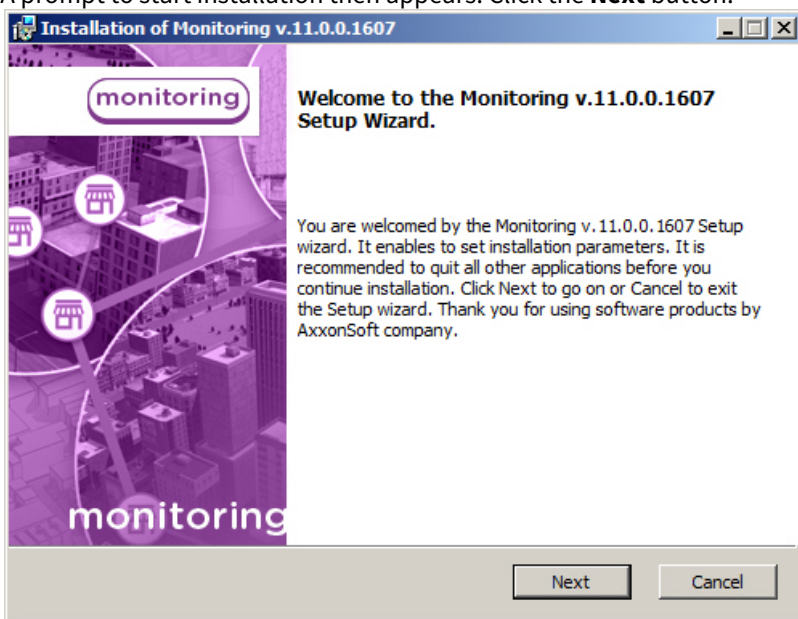 A prompt to start installation then appears. Click the Next button.
Installation of Monitoring v.11.0.0.1607
monitoring
Welcome to the Monitoring v.11.0.0.1607
Setup Wizard.
You are welcomed by the Monitoring v.11.0.0.1607 Setup
wizard. It enables to set installation parameters. It is
recommended to quit all other applications before you
continue installation. Click Next to go on or Cancel to exit
the Setup wizard. Thank you for using software products by
AxxonSoft company.
monitoring
Next
Cancel